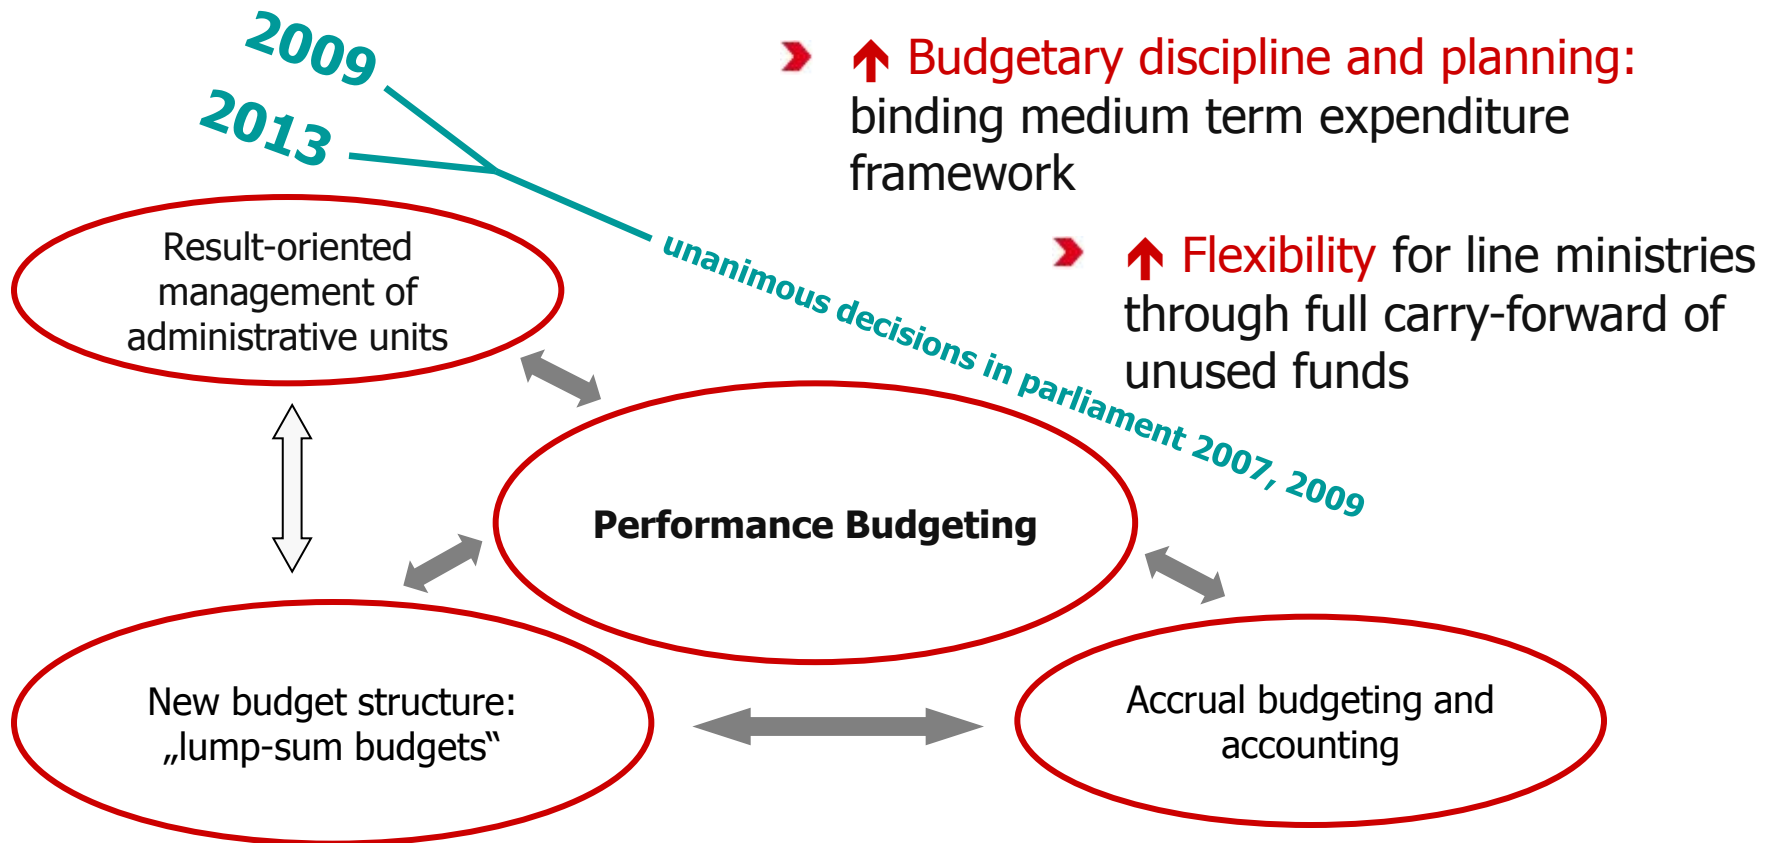 2009
2013
↑ Budgetary discipline and planning:
binding medium term expenditure
framework
↑ Flexibility for line ministries
through full carry-forward of
unused funds
unanimous decisions in parliament 2007, 2009
Result-oriented
management of
administrative units
Performance Budgeting
New budget structure:
„lump-sum budgets“
Accrual budgeting and
accounting